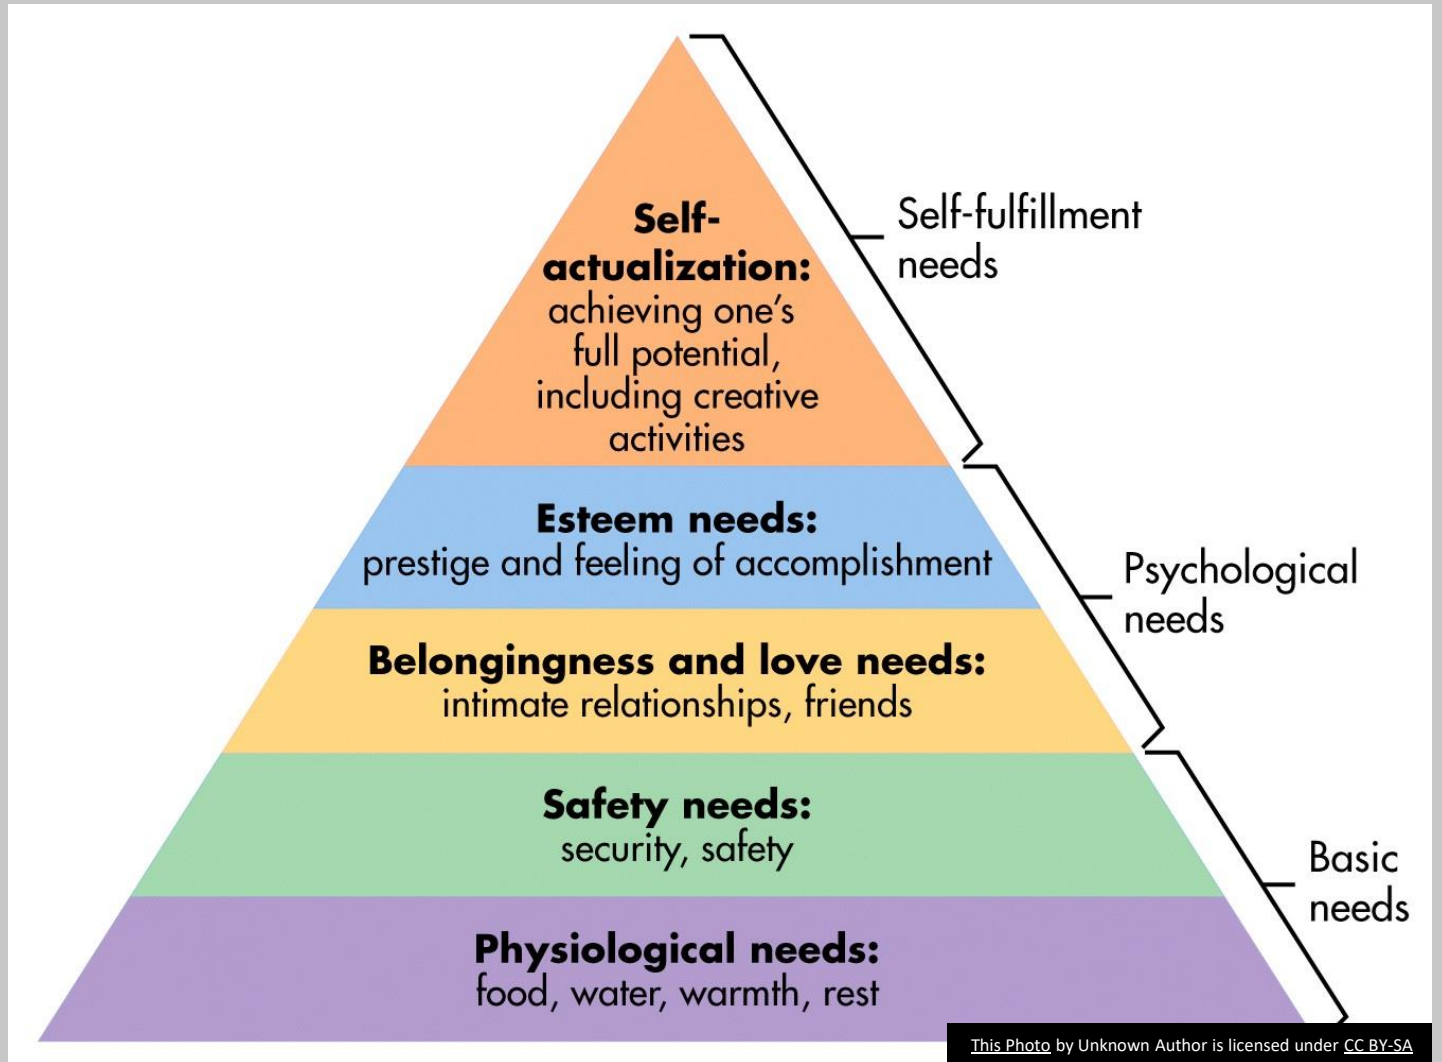 Self-
actualization:
achieving one's
full potential,
including creative
activities
Self-fulfillment
needs
Esteem needs:
prestige and feeling of accomplishment
Psychological
needs
Belongingness and love needs:
intimate relationships, friends
Safety needs:
security, safety
Basic
needs
Physiological needs:
food, water, warmth, rest
This Photo by Unknown Author is licensed under CC BY-SA